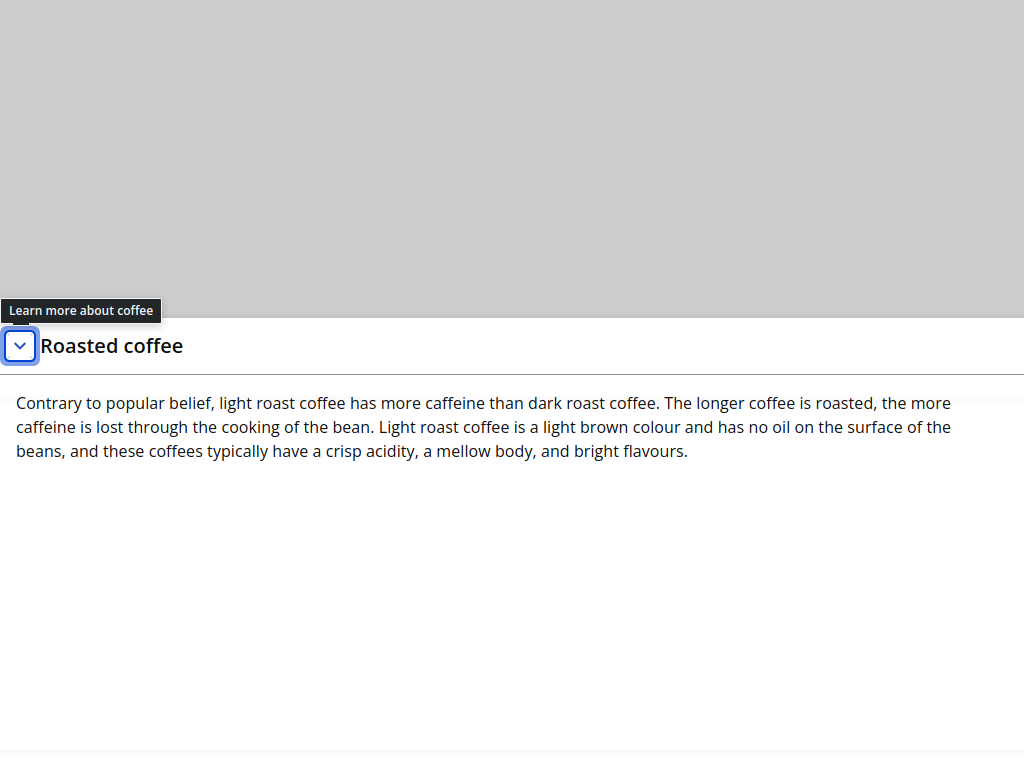 Learn more about coffee
Roasted coffee
Contrary to popular belief, light roast coffee has more caffeine than dark roast coffee. The longer coffee is roasted, the more
caffeine is lost through the cooking of the bean. Light roast coffee is a light brown colour and has no oil on the surface of the
beans, and these coffees typically have a crisp acidity, a mellow body, and bright flavours.